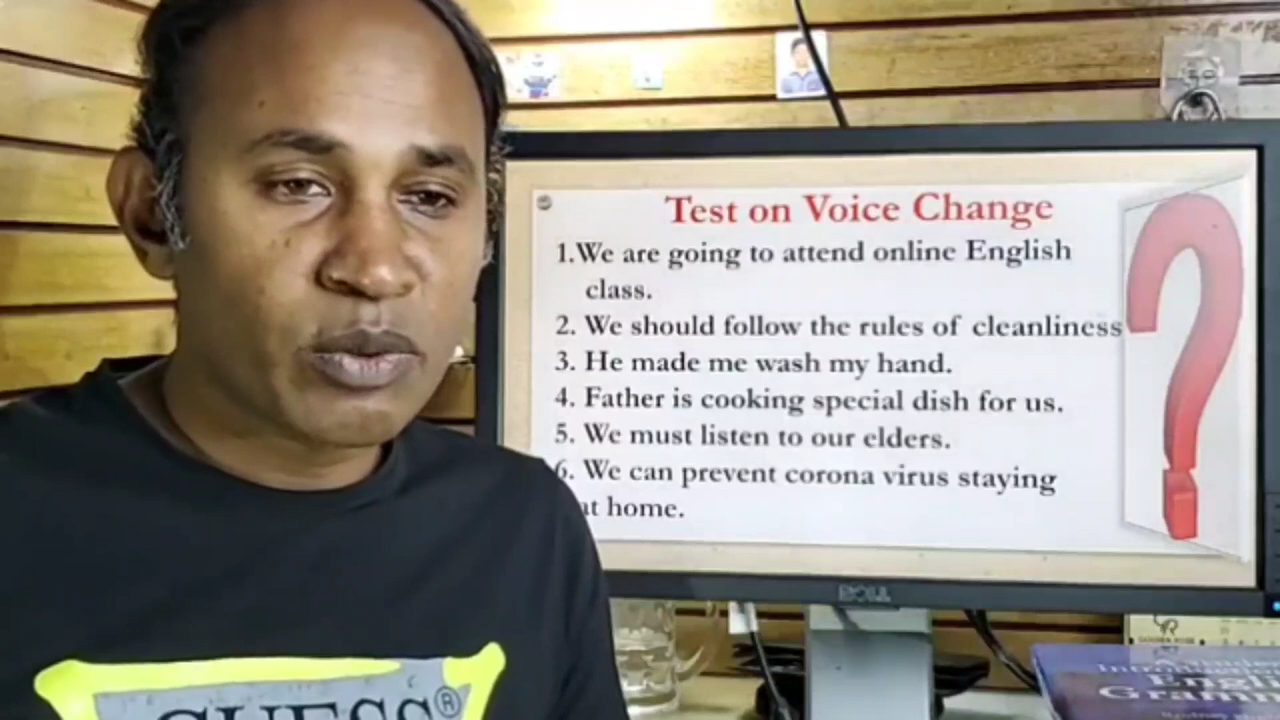 Test on Voice Change
1.We are going to attend online English
class.
2. We should follow the rules of cleanliness
3. He made me wash my hand.
4. Father is cooking special dish for us.
5. We must listen to our elders.
6. We can prevent corona virus staying
at home.
DELL
GUESS®
Engli
Gramm